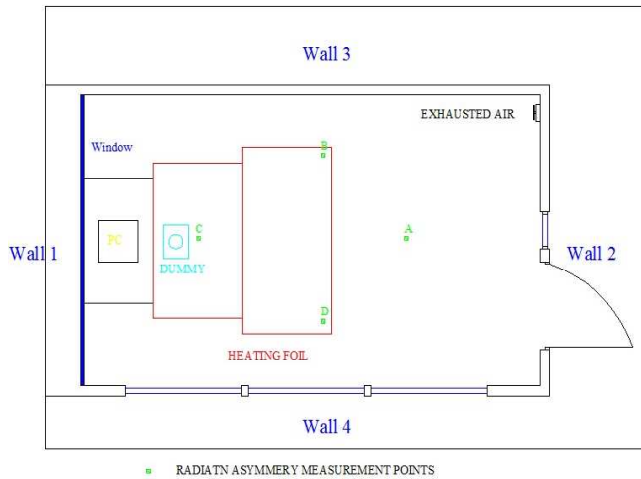 Wall 3
EXHAUSTED AIR
Window
B
PC
C
A
Wall 1
Wall 2
DUMMY
D
HEATING FOIL
Wall 4
RADIATN ASYMMERY MEASUREMENT POINTS